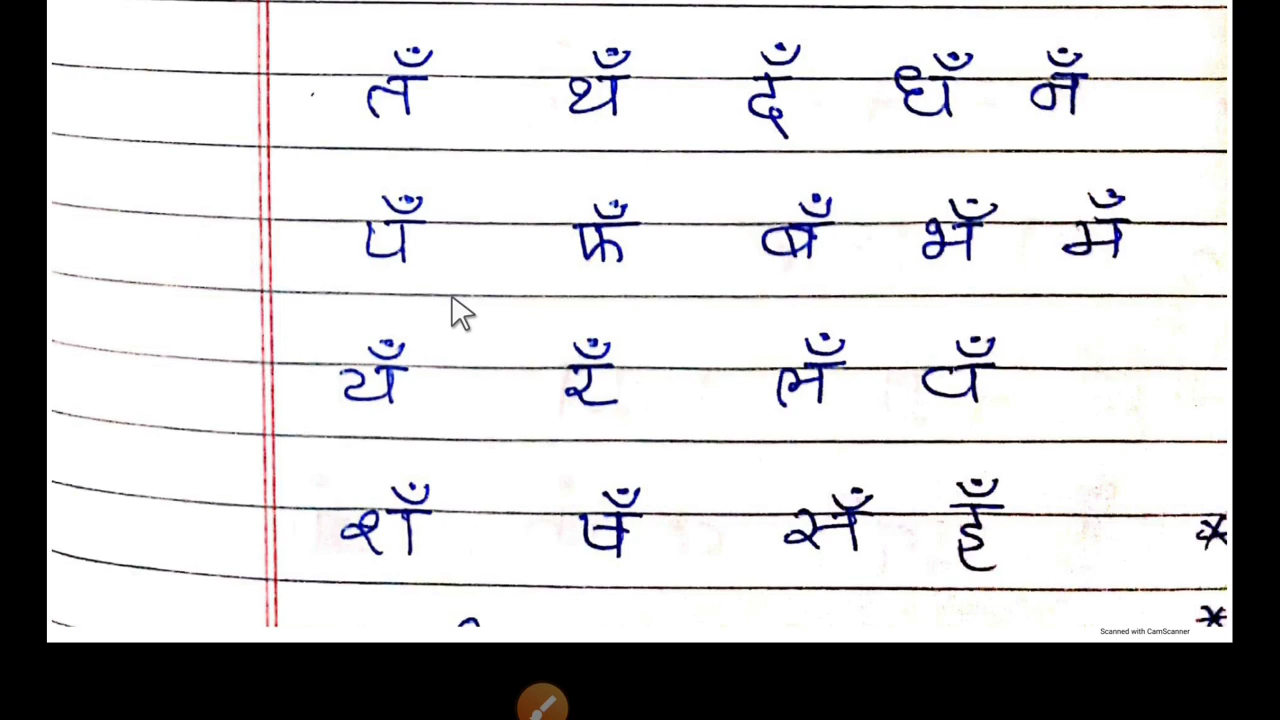 तँ थँ दँ धँ नँ
पँ फँ बँ भँ मँ
यँ रँ लँ वँ
शँ षँ सँ हँ *
*
Scanned with CamScanner